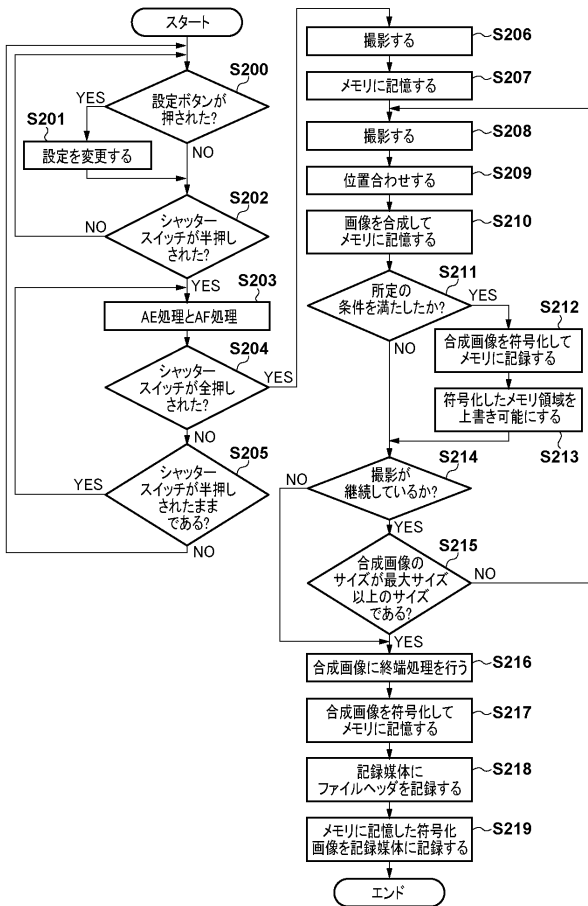 スタート
S200
設定ボタンが
押された?
YES
NO
S201
設定を変更する
S202
シャッター
スイッチが半押し
された?
NO
YES
S203
AE処理とAF処理
S204
シャッター
スイッチが全押し
された?
YES
NO
S205
シャッター
スイッチが半押し
されたまま
である?
YES
NO
撮影する
S206
メモリに記憶する
S207
撮影する
S208
位置合わせする
S209
画像を合成して
メモリに記憶する
S210
S211
所定の
条件を満たしたか?
YES
NO
S212
合成画像を符号化して
メモリに記録する
符号化したメモリ領域を
上書き可能にする
S213
S214
撮影が
継続しているか?
NO
YES
S215
合成画像の
サイズが最大サイズ
以上のサイズ
である?
NO
YES
合成画像に終端処理を行う
S216
合成画像を符号化して
メモリに記憶する
S217
記録媒体に
ファイルヘッダを記録する
S218
メモリに記憶した符号化
画像を記録媒体に記録する
S219
エンド